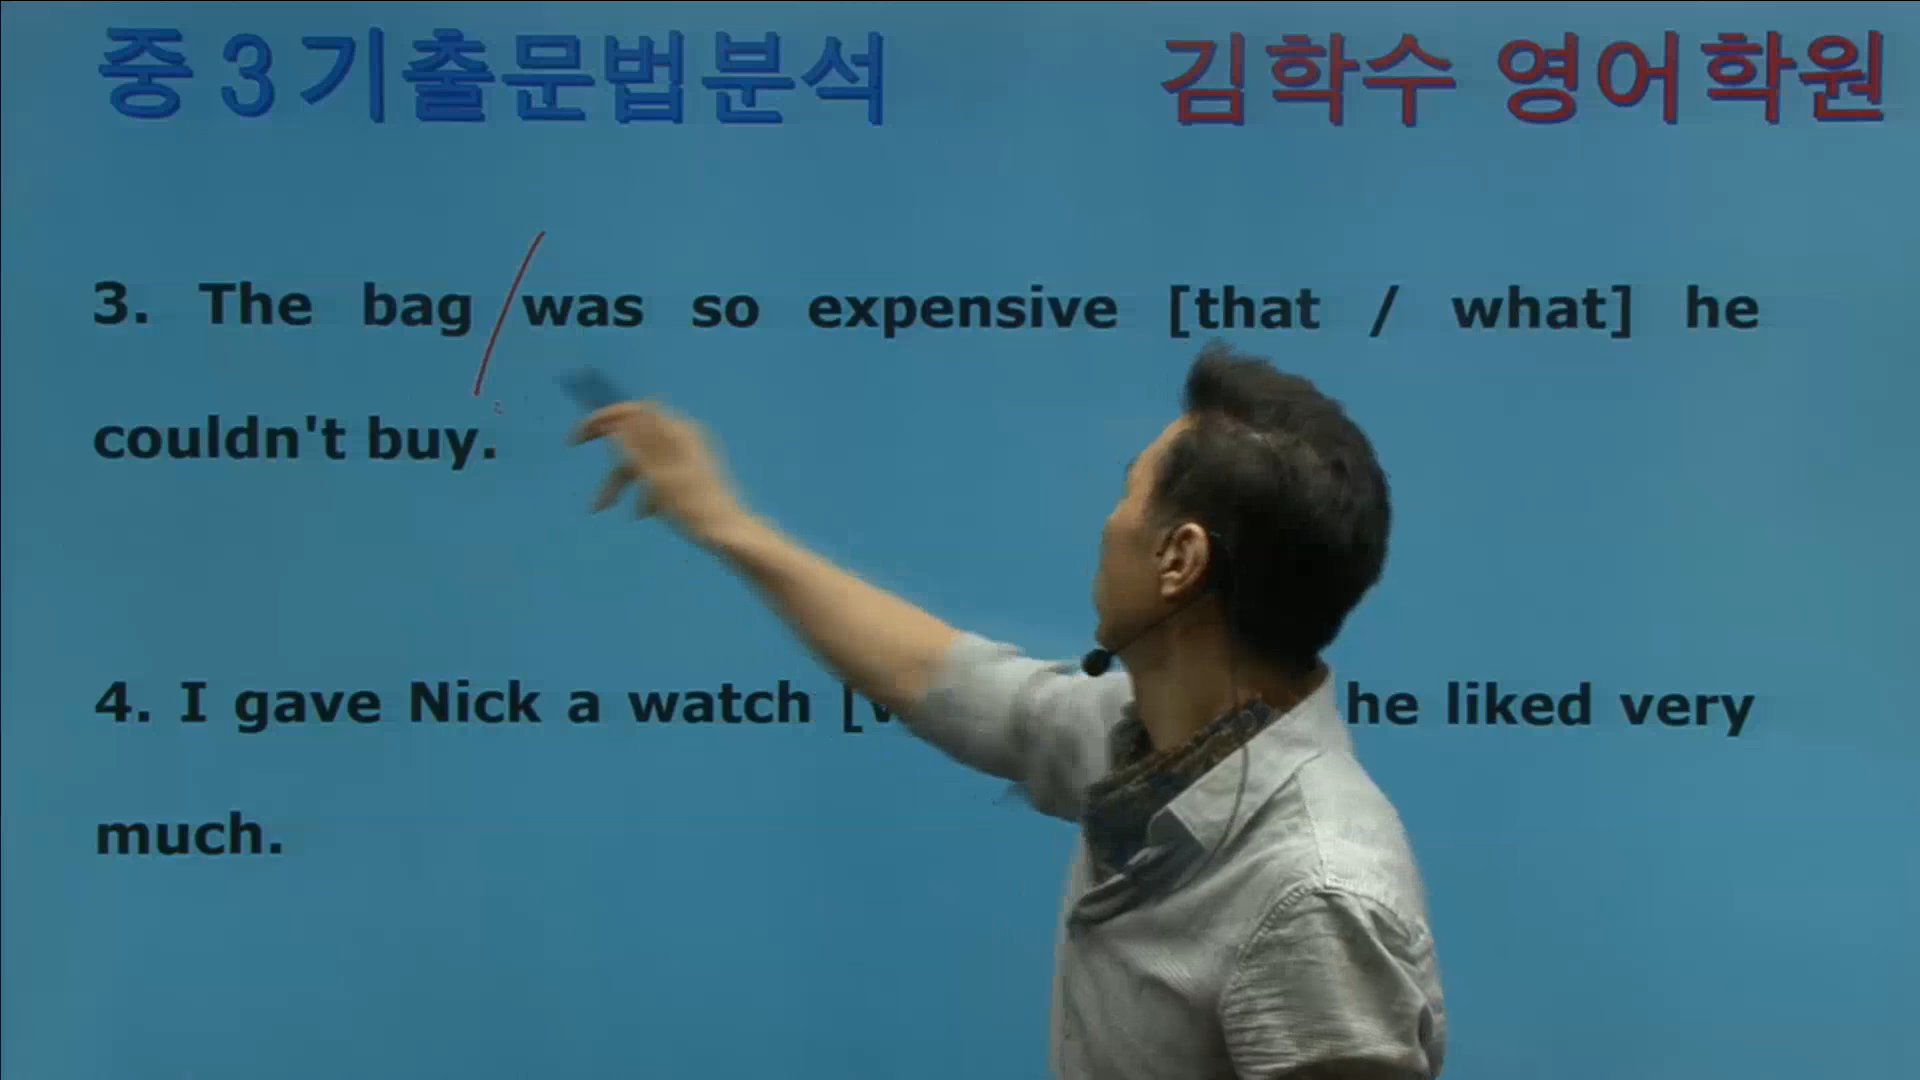 중3기출문법분석 김학수 영어학원
3. The bag was so expensive [that / what] he
couldn't buy.
4. I gave Nick a watch [ he liked very
much.